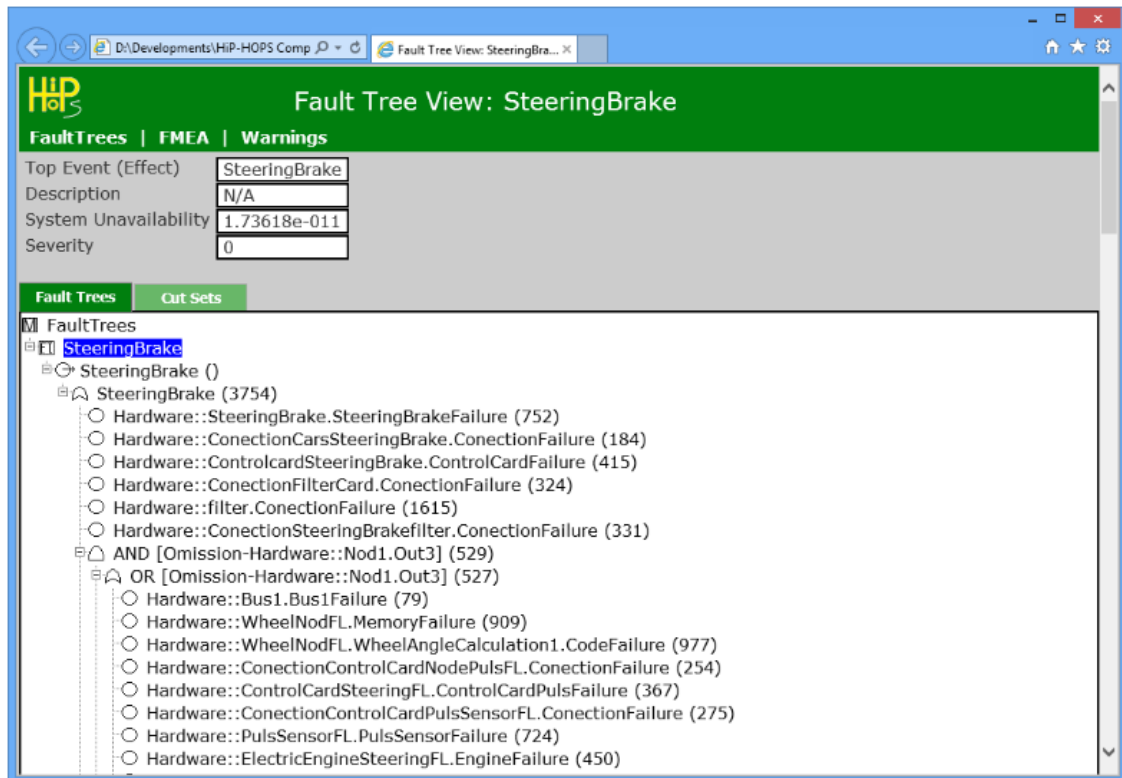 D:\Developments\HiP-HOPS Comp
Fault Tree View: SteeringBra...
HiP HOPS
Fault Tree View: SteeringBrake
FaultTrees | FMEA | Warnings
Top Event (Effect) SteeringBrake
Description N/A
System Unavailability 1.73618e-011
Severity 0
Fault Trees Cut Sets
FaultTrees
SteeringBrake
SteeringBrake ()
SteeringBrake (3754)
Hardware::SteeringBrake.SteeringBrakeFailure (752)
Hardware::ConectionCarsSteeringBrake.ConectionFailure (184)
Hardware::ControlcardSteeringBrake.ControlCardFailure (415)
Hardware::ConectionFilterCard.ConectionFailure (324)
Hardware::filter.ConectionFailure (1615)
Hardware::ConectionSteeringBrakefilter.ConectionFailure (331)
AND [Omission-Hardware::Nod1.Out3] (529)
OR [Omission-Hardware::Nod1.Out3] (527)
Hardware::Bus1.Bus1Failure (79)
Hardware::WheelNodFL.MemoryFailure (909)
Hardware::WheelNodFL.WheelAngleCalculation1.CodeFailure (977)
Hardware::ConectionControlCardNodePulsFL.ConectionFailure (254)
Hardware::ControlCardSteeringFL.ControlCardPulsFailure (367)
Hardware::ConectionControlCardPulsSensorFL.ConectionFailure (275)
Hardware::PulsSensorFL.PulsSensorFailure (724)
Hardware::ElectricEngineSteeringFL.EngineFailure (450)